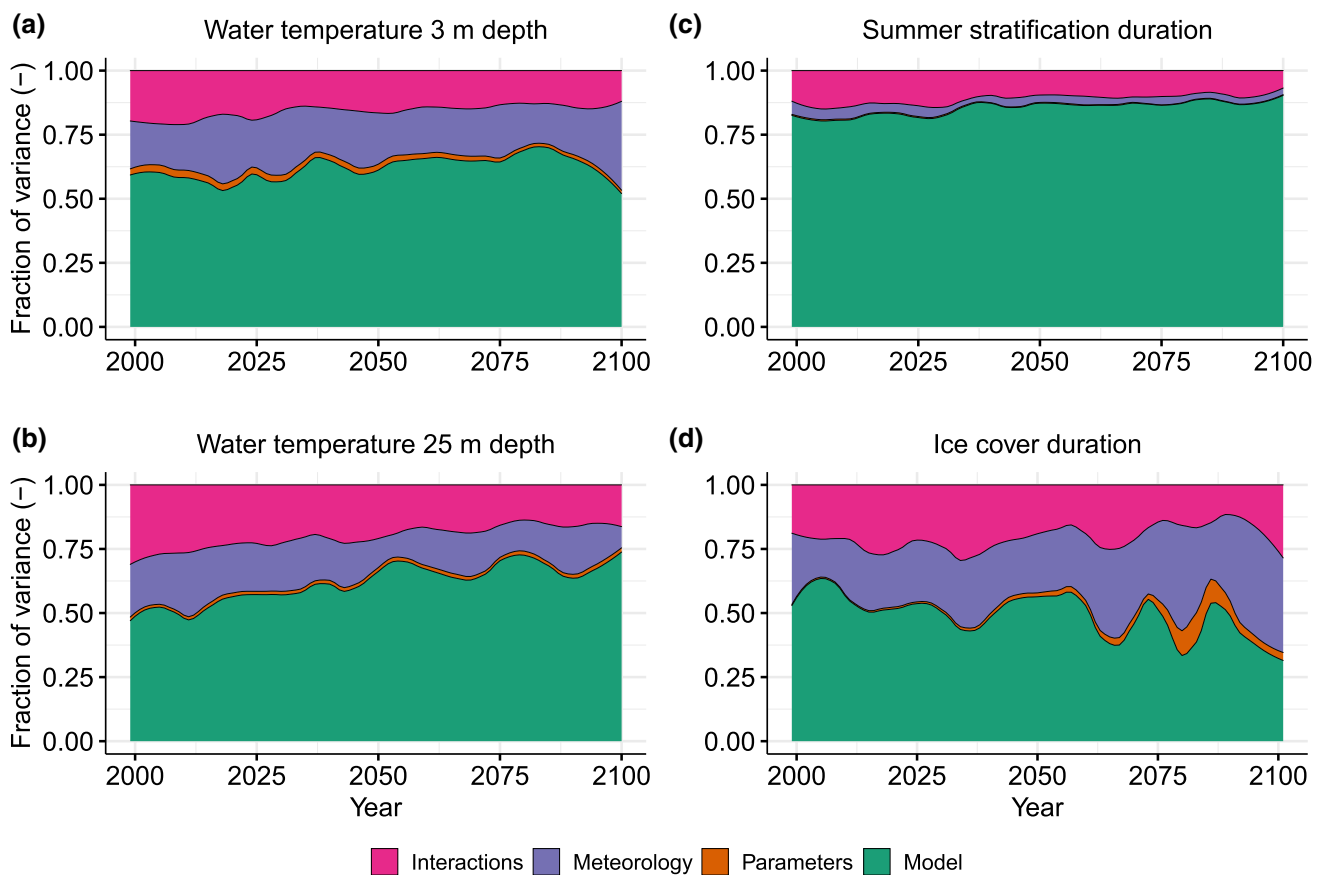 (a)
Water temperature 3 m depth
Fraction of variance (−)
1.00
0.75
0.50
0.25
0.00
2000 2025 2050 2075 2100
(c)
Summer stratification duration
1.00
0.75
0.50
0.25
0.00
2000 2025 2050 2075 2100
(b)
Water temperature 25 m depth
Fraction of variance (−)
1.00
0.75
0.50
0.25
0.00
2000 2025 2050 2075 2100
Year
(d)
Ice cover duration
1.00
0.75
0.50
0.25
0.00
2000 2025 2050 2075 2100
Year
Interactions Meteorology Parameters Model